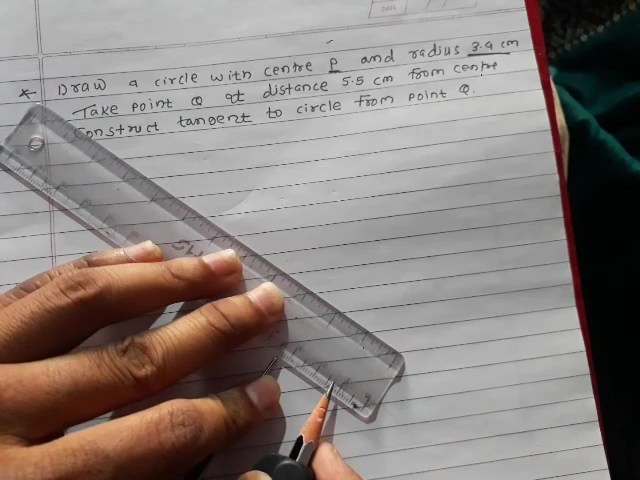 * Draw a circle with centre P and radius 3.4 cm
Take point Q at distance 5.5 cm from centre
Construct tangent to circle from point Q.